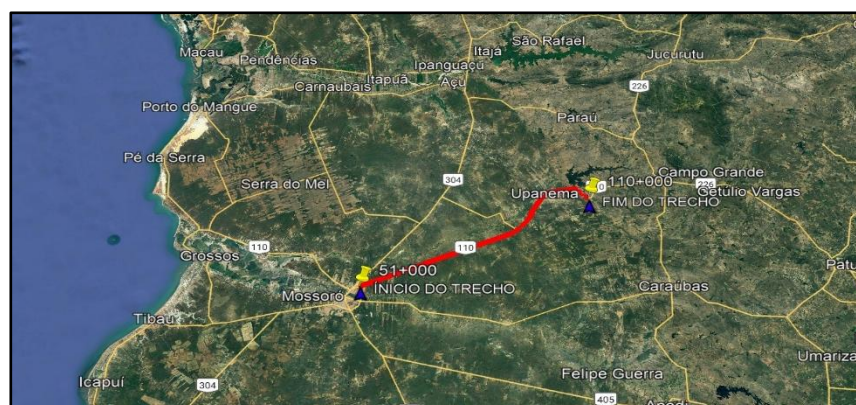 São Rafael
Itajá
Jucurutu
Macau
Pendências
Ipanguaçu
Itapuã
Açu
Carnaubais
226
Porto do Mangue
Paraú
Pé da Serra
Campo Grande
304
110+000
226
Getúlio Vargas
Serra do Mel
Upanema
0
FIM DO TRECHO
110
110
Grossos
51+000
Caraúbas
Mossoró
INICIO DO TRECHO
Tibau
Umariza
Icapuí
304
Felipe Guerra
405